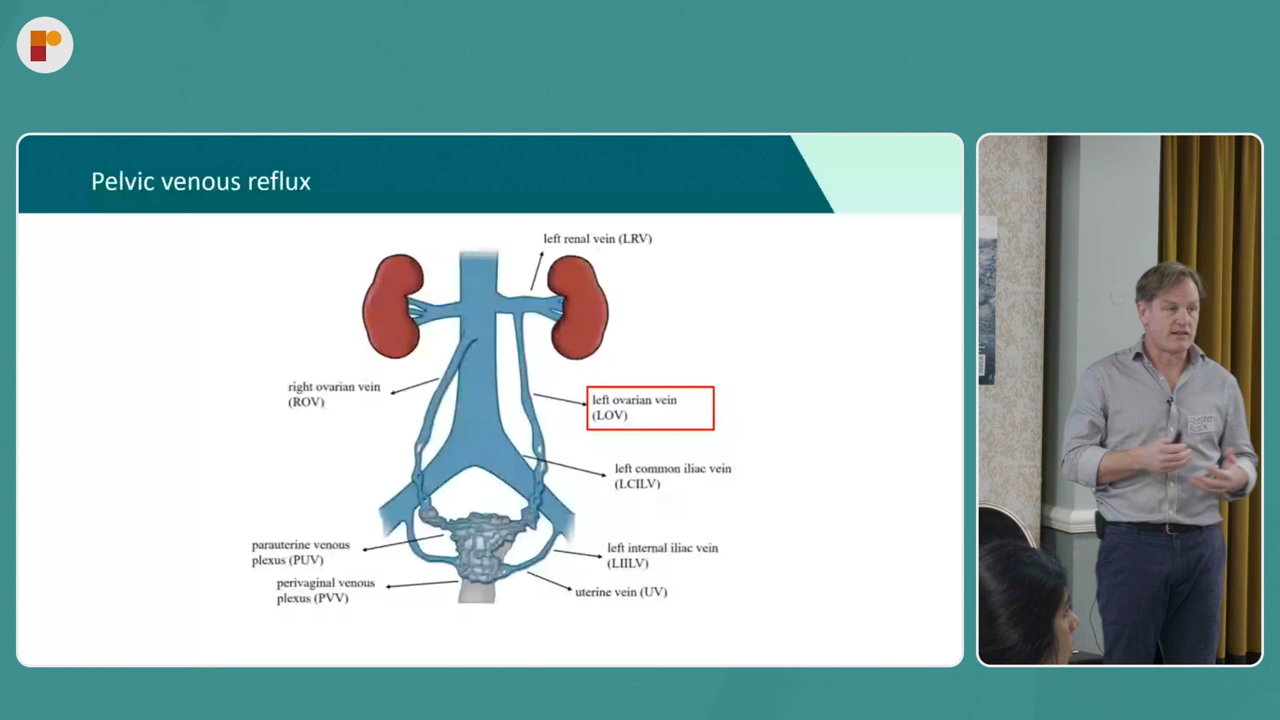 Pelvic venous reflux
left renal vein (LRV)
right ovarian vein
(ROV)
left ovarian vein
(LOV)
left common iliac vein
(LCILV)
parauterine venous
plexus (PUV)
left internal iliac vein
(LIILV)
perivaginal venous
plexus (PVV)
uterine vein (UV)